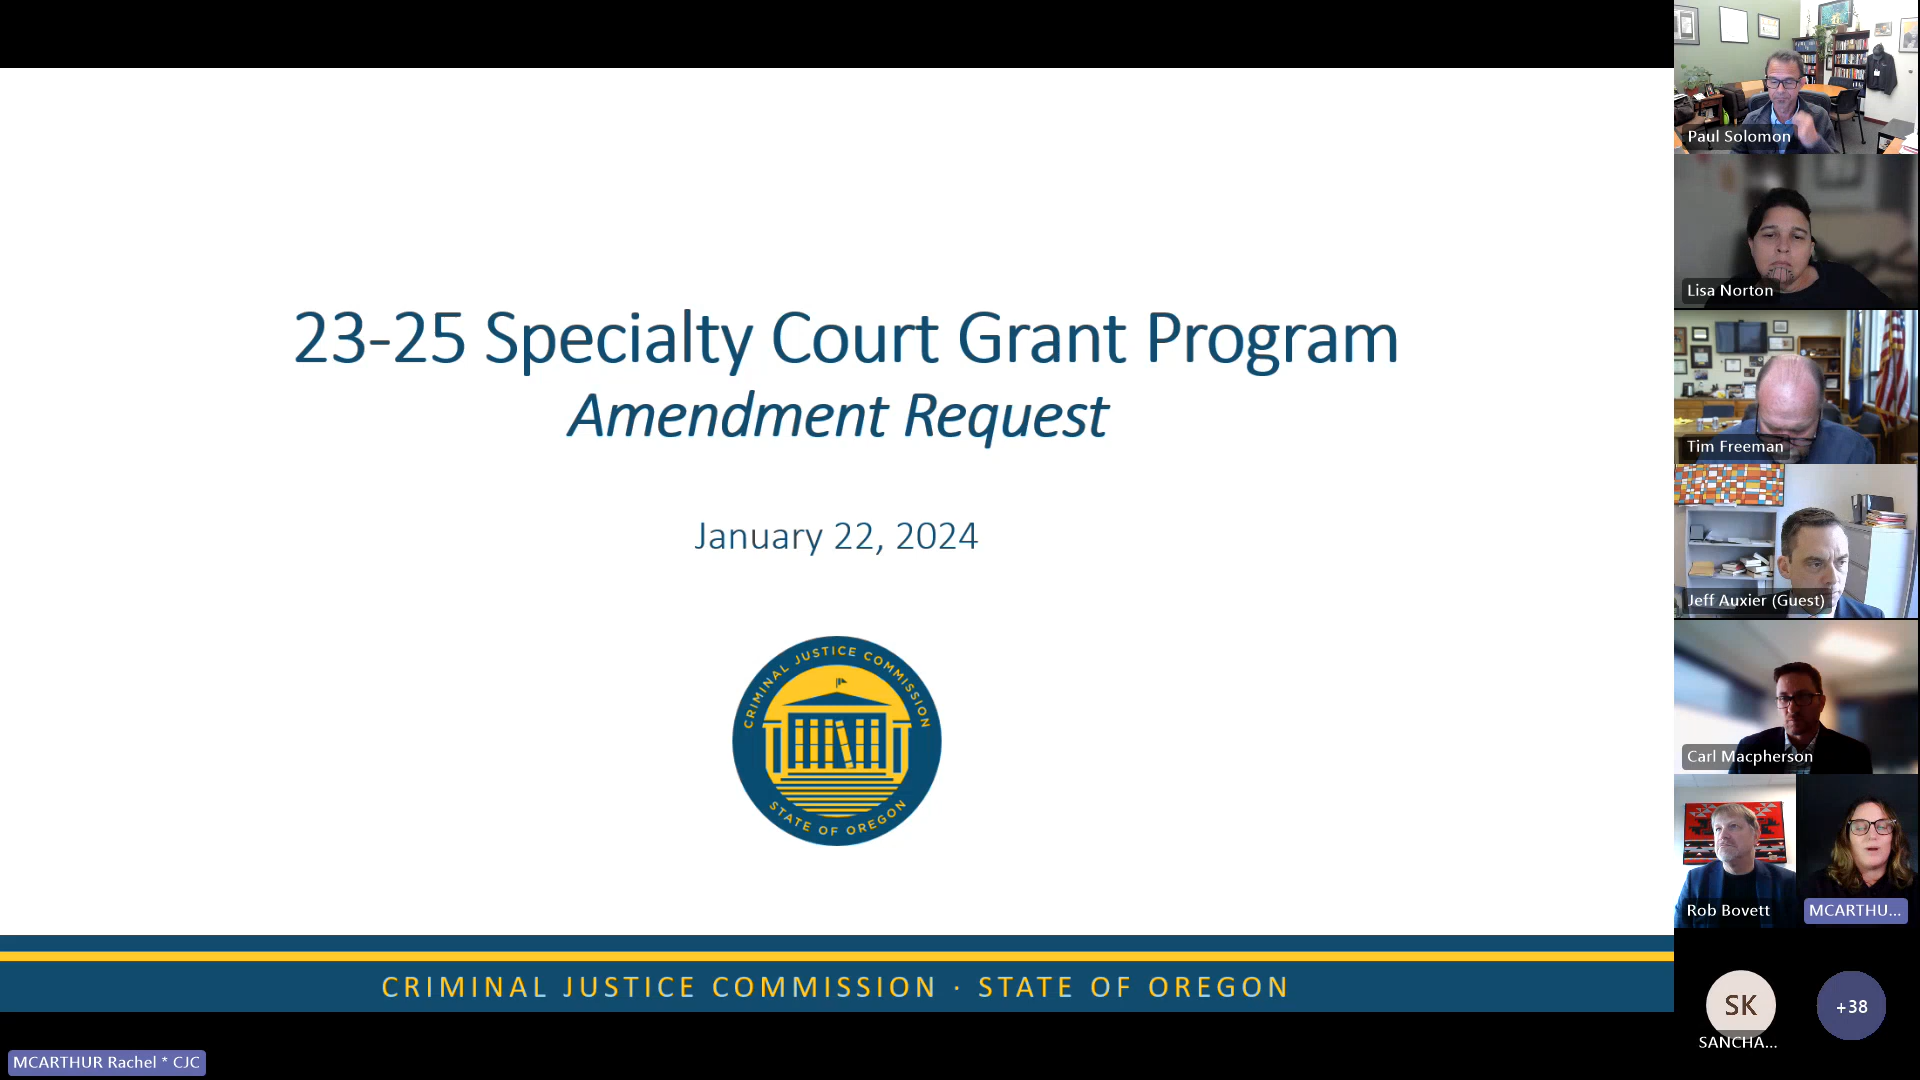 23-25 Specialty Court Grant Program
Amendment Request
January 22, 2024
CRIMINAL JUSTICE COMMISSION
STATE OF OREGON
CRIMINAL JUSTICE COMMISSION · STATE OF OREGON
MCARTHUR Rachel * CJC
Paul Solomon
Lisa Norton
Tim Freeman
Jeff Auxier (Guest)
Carl Macpherson
Rob Bovett
MCARTHU...
SK
SANCHA...
+38